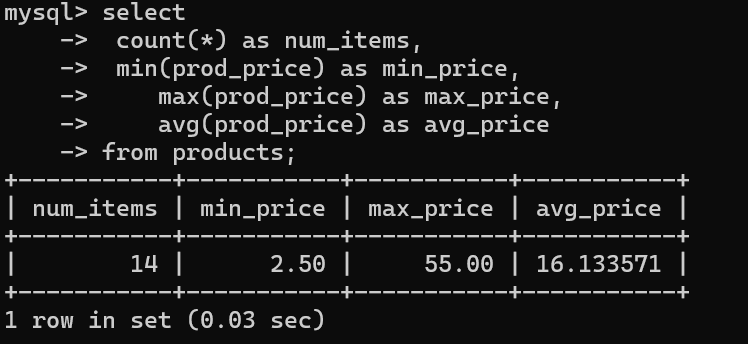 mysql> select
    ->  count(*) as num_items,
    ->  min(prod_price) as min_price,
    ->     max(prod_price) as max_price,
    ->     avg(prod_price) as avg_price
    -> from products;
+-----------+-----------+-----------+-----------+
| num_items | min_price | max_price | avg_price |
+-----------+-----------+-----------+-----------+
|        14 |      2.50 |     55.00 | 16.133571 |
+-----------+-----------+-----------+-----------+
1 row in set (0.03 sec)